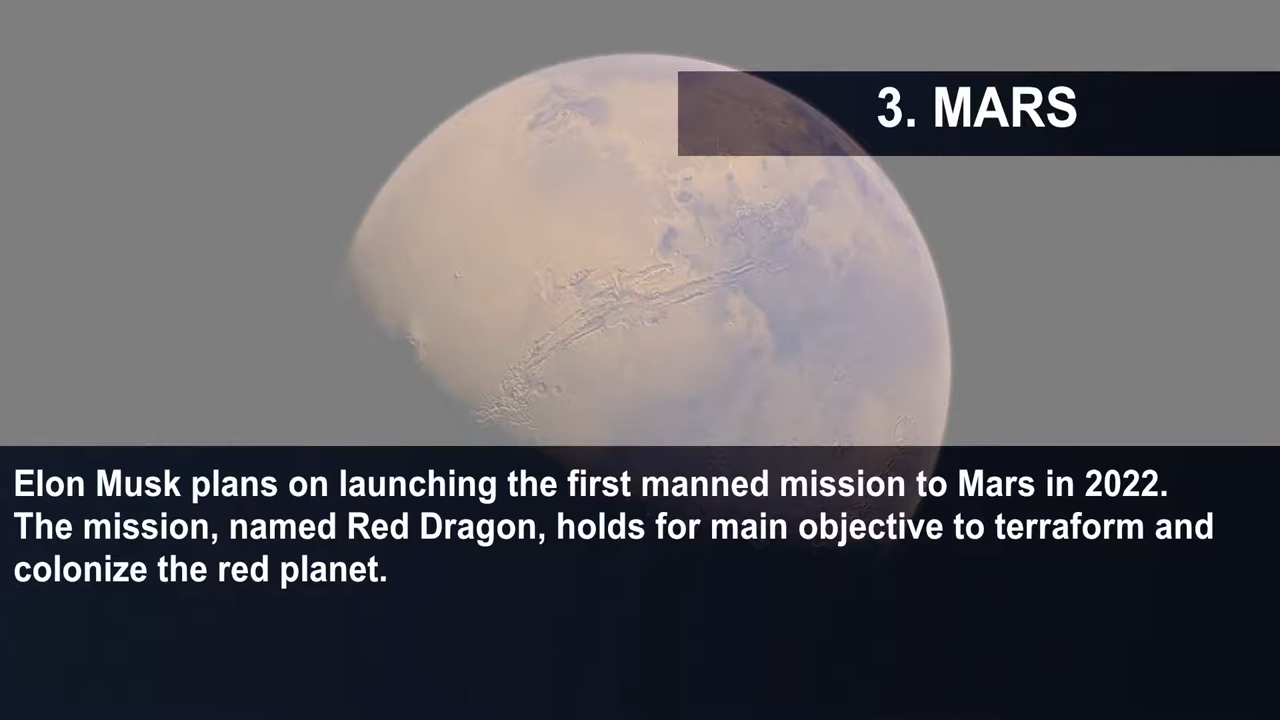 3. MARS
Elon Musk plans on launching the first manned mission to Mars in 2022.
The mission, named Red Dragon, holds for main objective to terraform and
colonize the red planet.